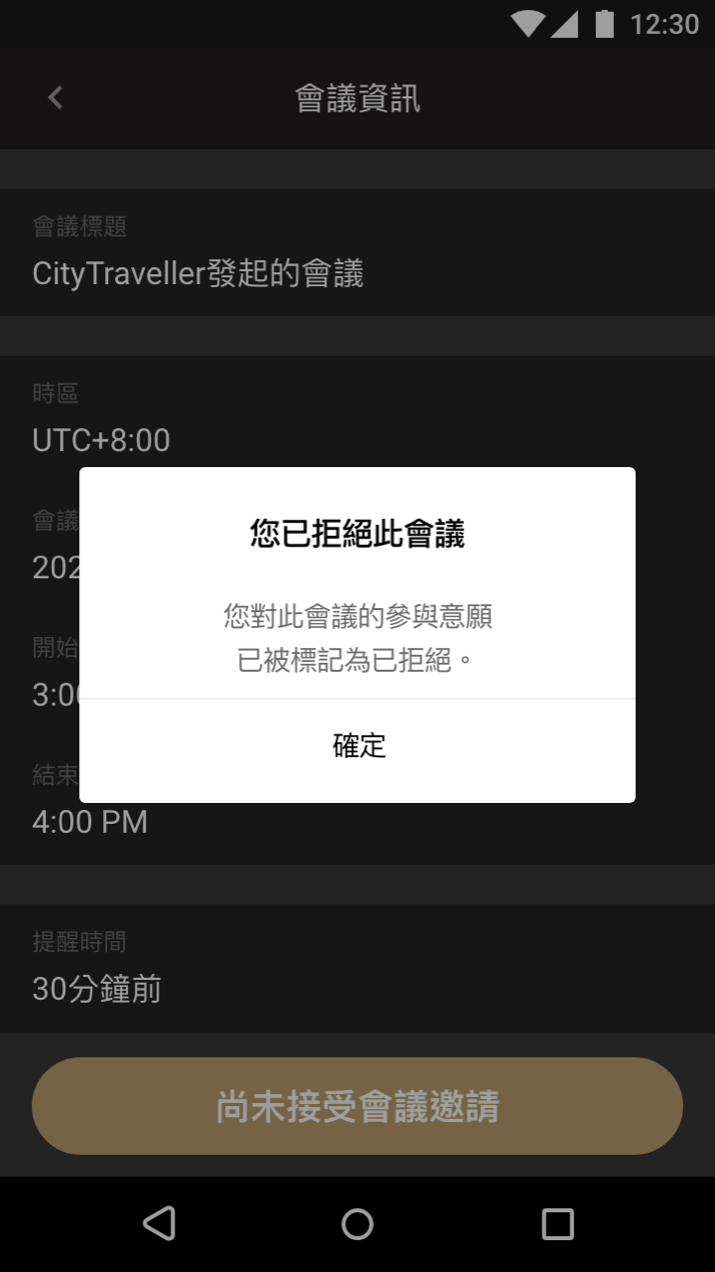 12:30
會議資訊
會議標題
CityTraveller發起的會議
時區
UTC+8:00
會議
202
您已拒絕此會議
您對此會議的參與意願
已被標記為已拒絕。
確定
開始
3:00
結束
4:00 PM
提醒時間
30分鐘前
尚未接受會議邀請